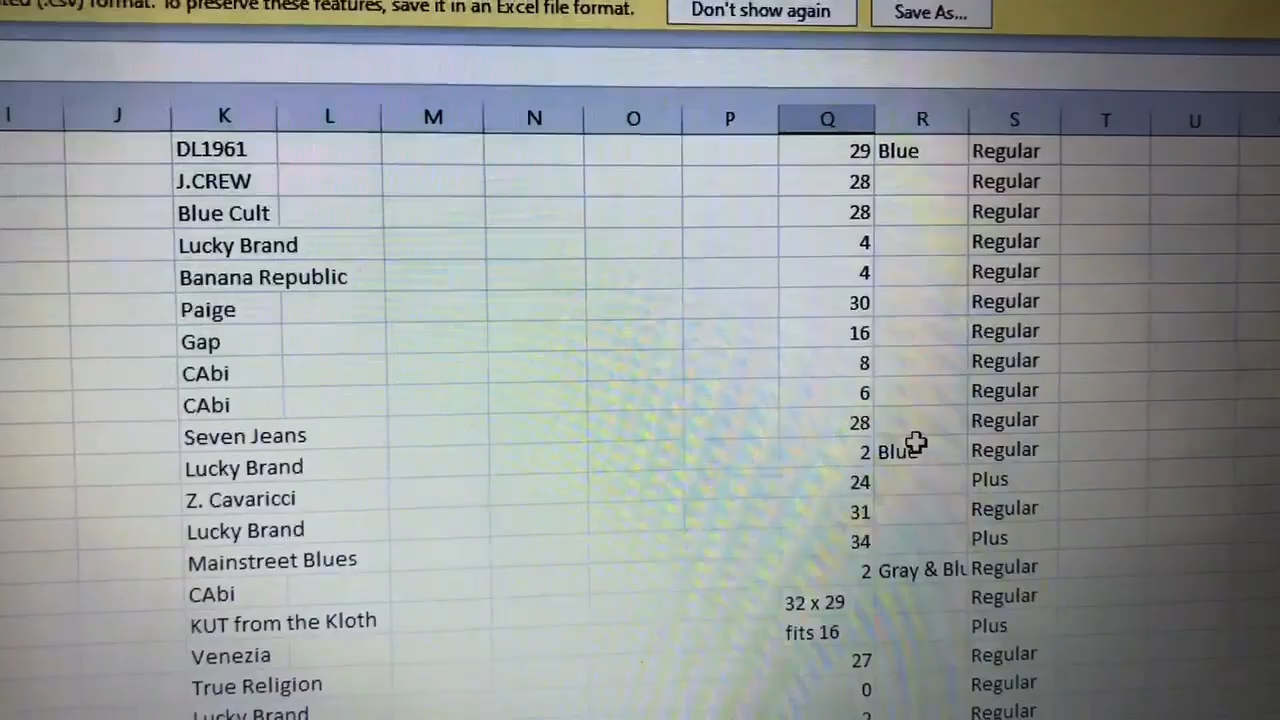 (.csv) format. To preserve these features, save it in an Excel file format. Don't show again Save As...
I J K L M N O P Q R S T U
DL1961 29 Blue Regular
J.CREW 28 Regular
Blue Cult 28 Regular
Lucky Brand 4 Regular
Banana Republic 4 Regular
Paige 30 Regular
Gap 16 Regular
CAbi 8 Regular
CAbi 6 Regular
Seven Jeans 28 Regular
Lucky Brand 2 Blue Regular
Z. Cavaricci 24 Plus
Lucky Brand 31 Regular
Mainstreet Blues 34 Plus
CAbi 2 Gray & Blu Regular
KUT from the Kloth 32 x 29 Regular
Venezia fits 16 Plus
True Religion 27 Regular
Lucky Brand 0 Regular
2 Regular